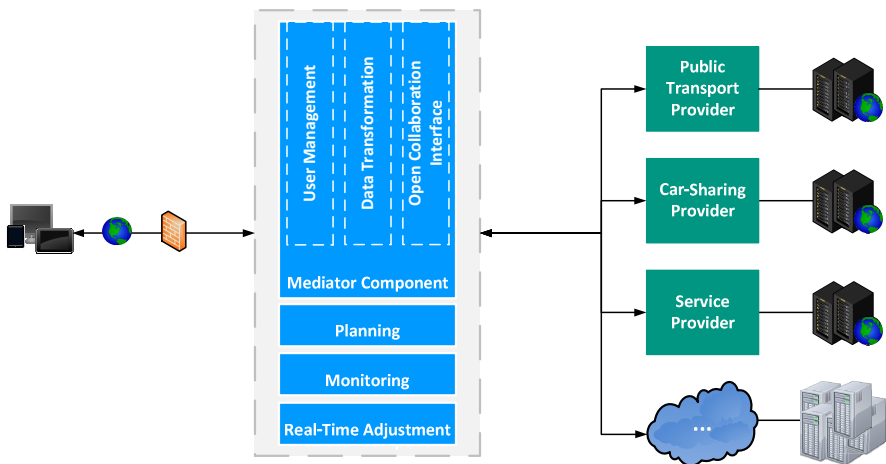 User Management
Data Transformation
Open Collaboration
Interface
Mediator Component
Planning
Monitoring
Real-Time Adjustment
Public
Transport
Provider
Car-Sharing
Provider
Service
Provider
...